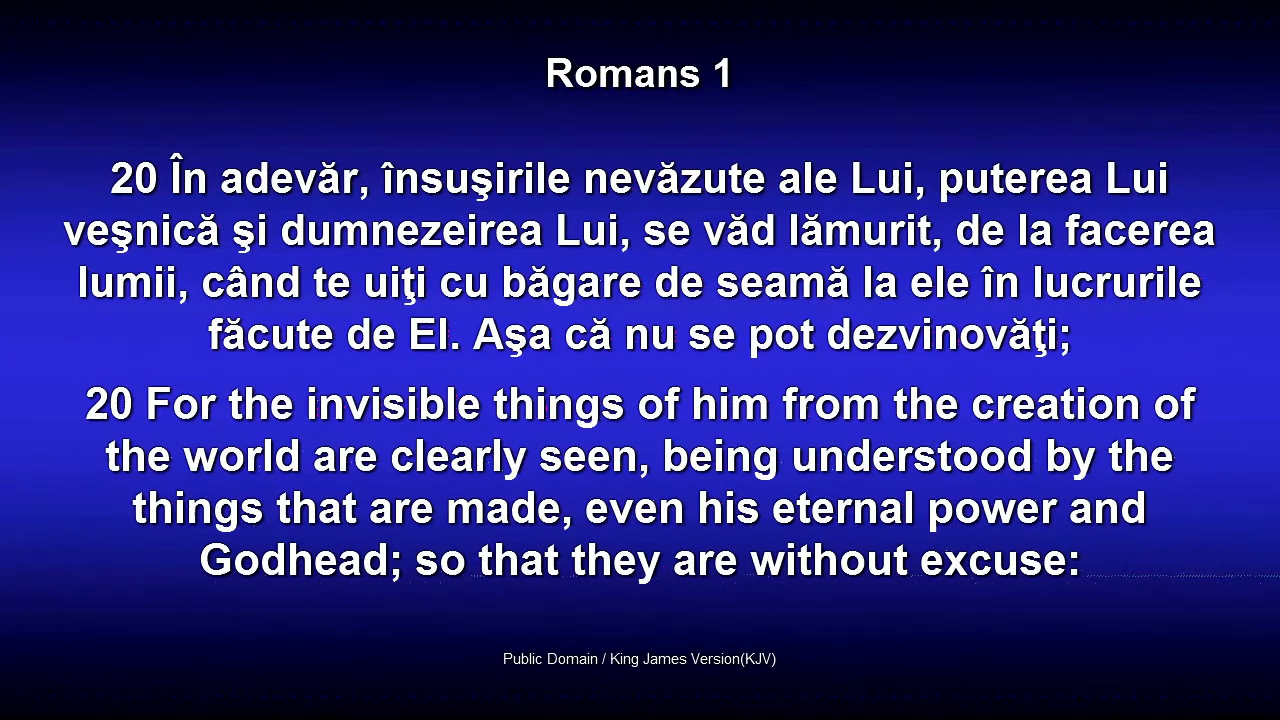 Romans 1
20 În adevăr, însuşirile nevăzute ale Lui, puterea Lui
veşnică şi dumnezeirea Lui, se văd lămurit, de la facerea
lumii, când te uiţi cu băgare de seamă la ele în lucrurile
făcute de El. Aşa că nu se pot dezvinovăţi;
20 For the invisible things of him from the creation of
the world are clearly seen, being understood by the
things that are made, even his eternal power and
Godhead; so that they are without excuse:
Public Domain / King James Version(KJV)